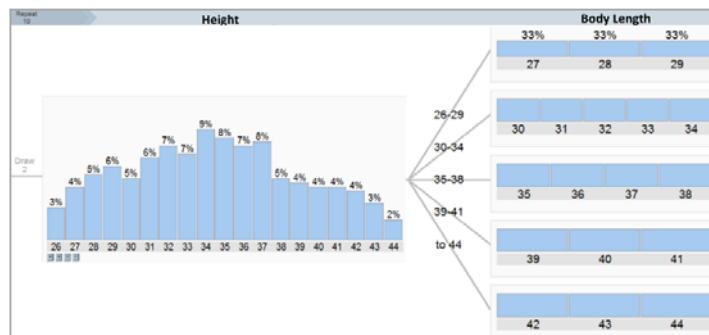 Repeat
10
Height
Body Length
Draw
2
3% 4% 5% 6% 5% 6% 7% 7% 9% 8% 7% 8% 5% 4% 4% 4% 4% 3% 2%
26 27 28 29 30 31 32 33 34 35 36 37 38 39 40 41 42 43 44
26-29
30-34
35-38
39-41
to 44
33% 33% 33%
27 28 29
30 31 32 33 34
35 36 37 38
39 40 41
42 43 44